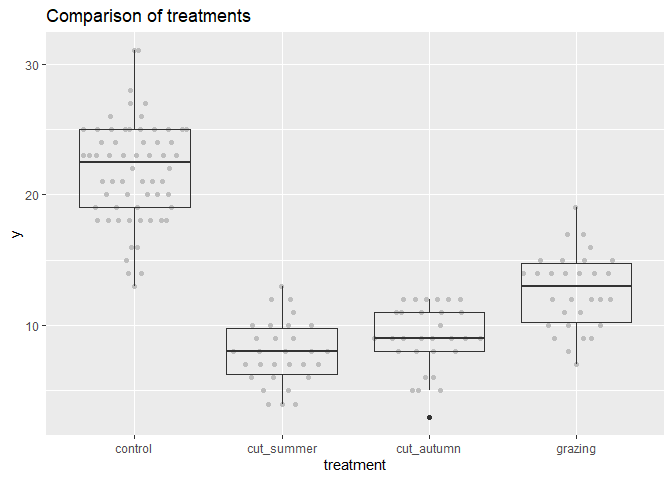 Comparison of treatments
30
20
10
y
control cut_summer cut_autumn grazing
treatment